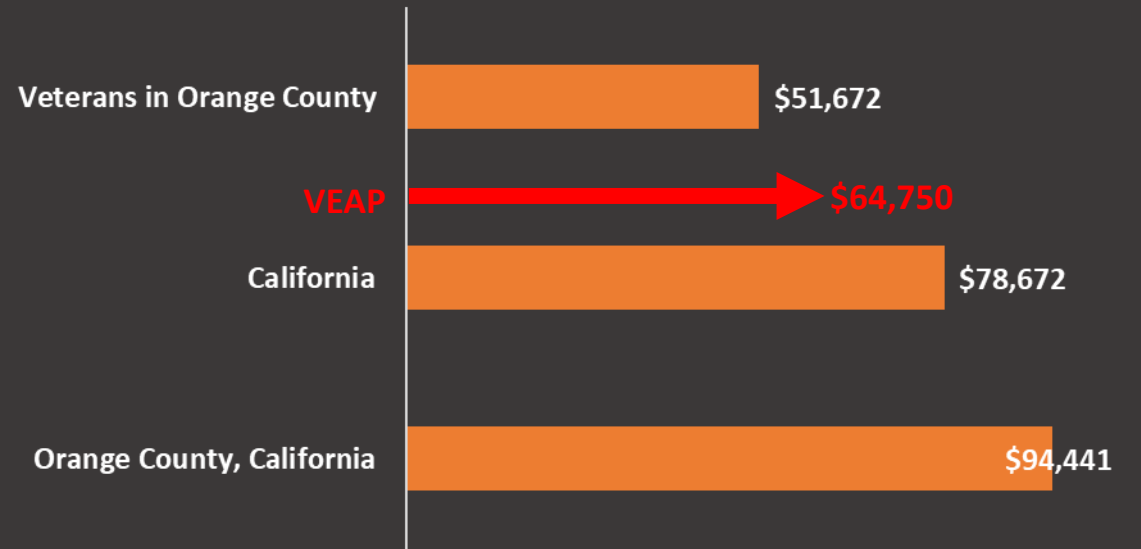 Veterans in Orange County $51,672
VEAP $64,750
California $78,672
Orange County, California $94,441